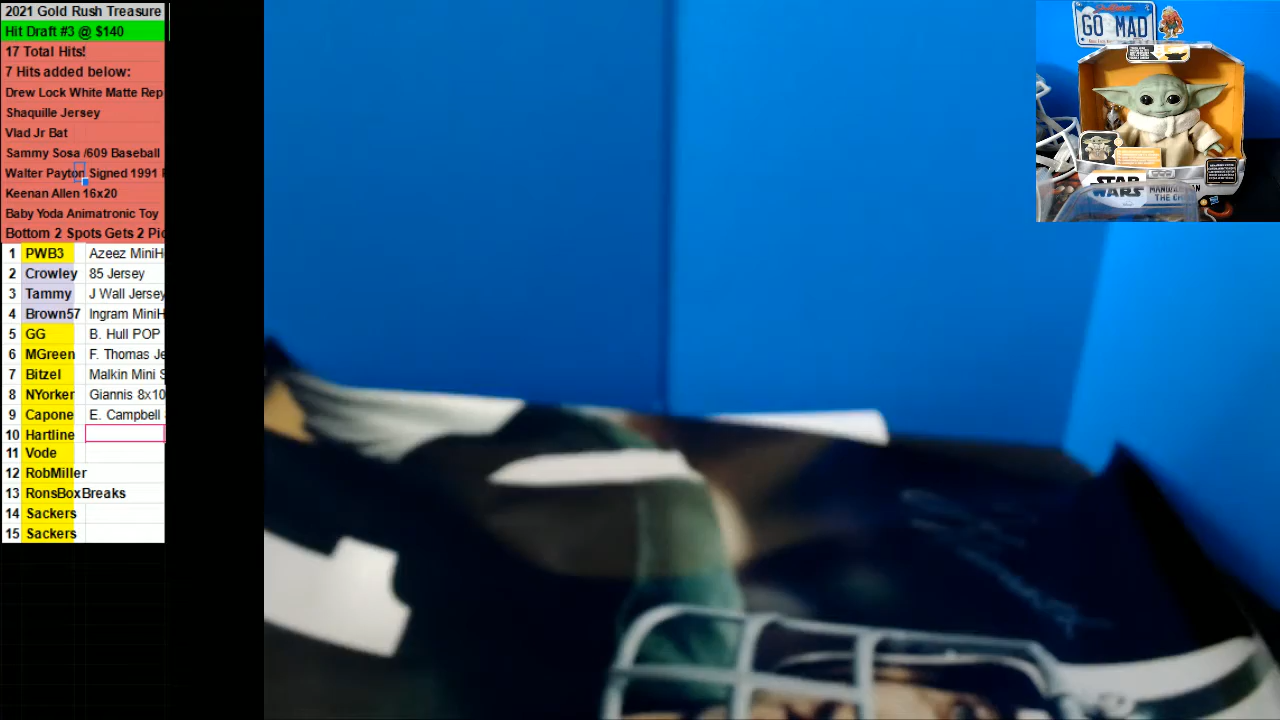 2021 Gold Rush Treasure
Hit Draft #3 @ $140
17 Total Hits!
7 Hits added below:
Drew Lock White Matte Rep
Shaquille Jersey
Vlad Jr Bat
Sammy Sosa /609 Baseball
Walter Payton Signed 1991
Keenan Allen 16x20
Baby Yoda Animatronic Toy
Bottom 2 Spots Gets 2 Pic
1 PWB3 Azeez MiniH
2 Crowley 85 Jersey
3 Tammy J Wall Jersey
4 Brown57 Ingram MiniH
5 GG B. Hull POP
6 MGreen F. Thomas Je
7 Bitzel Malkin Mini S
8 NYorker Giannis 8x10
9 Capone E. Campbell
10 Hartline
11 Vode
12 RobMiller
13 RonsBoxBreaks
14 Sackers
15 Sackers
GO MAD
STAR
WARS